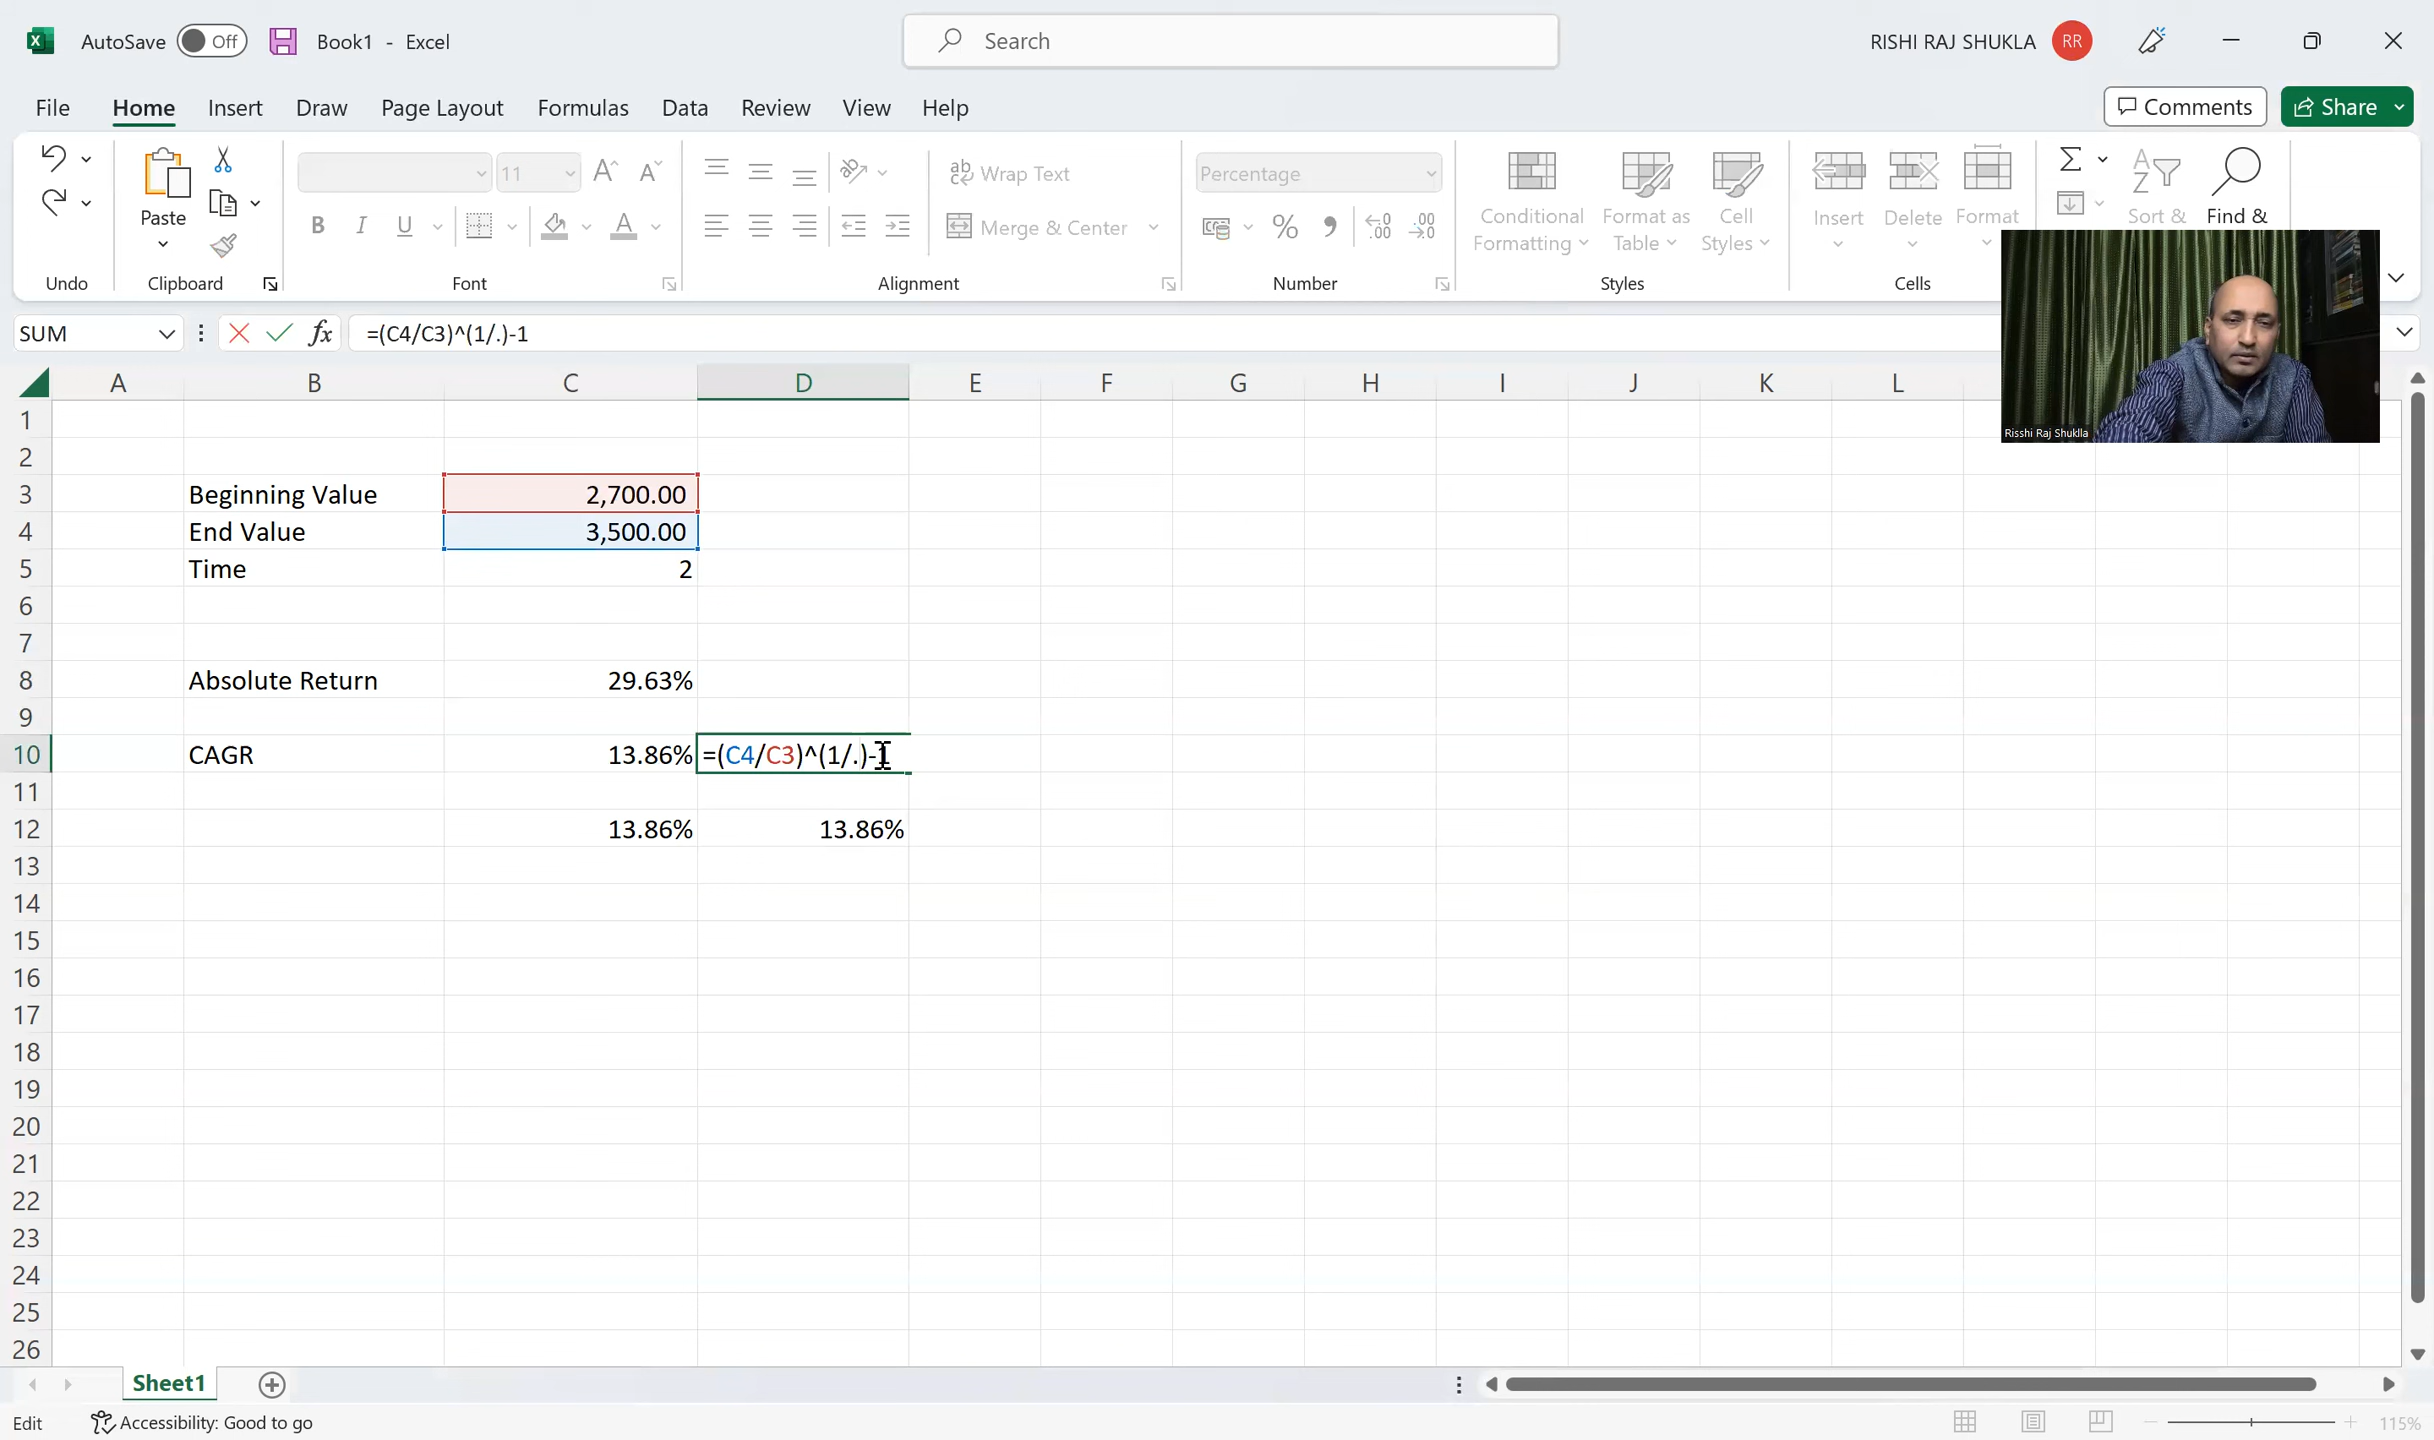 AutoSave Off Book1 - Excel Search RISHI RAJ SHUKLA RR
File Home Insert Draw Page Layout Formulas Data Review View Help Comments Share
Paste 11 Wrap Text Percentage Conditional Formatting Format as Table Cell Styles Insert Delete Format Sort & Find &
B I U Merge & Center
Undo Clipboard Font Alignment Number Styles Cells
SUM fx =(C4/C3)^(1/.)-1
Risshi Raj Shuklla
A B C D E F G H I J K L
1
2
3 Beginning Value 2,700.00
4 End Value 3,500.00
5 Time 2
6
7
8 Absolute Return 29.63%
9
10 CAGR 13.86% =(C4/C3)^(1/.)-1
11
12 13.86% 13.86%
13
14
15
16
17
18
19
20
21
22
23
24
25
26
Sheet1
Edit Accessibility: Good to go 115%